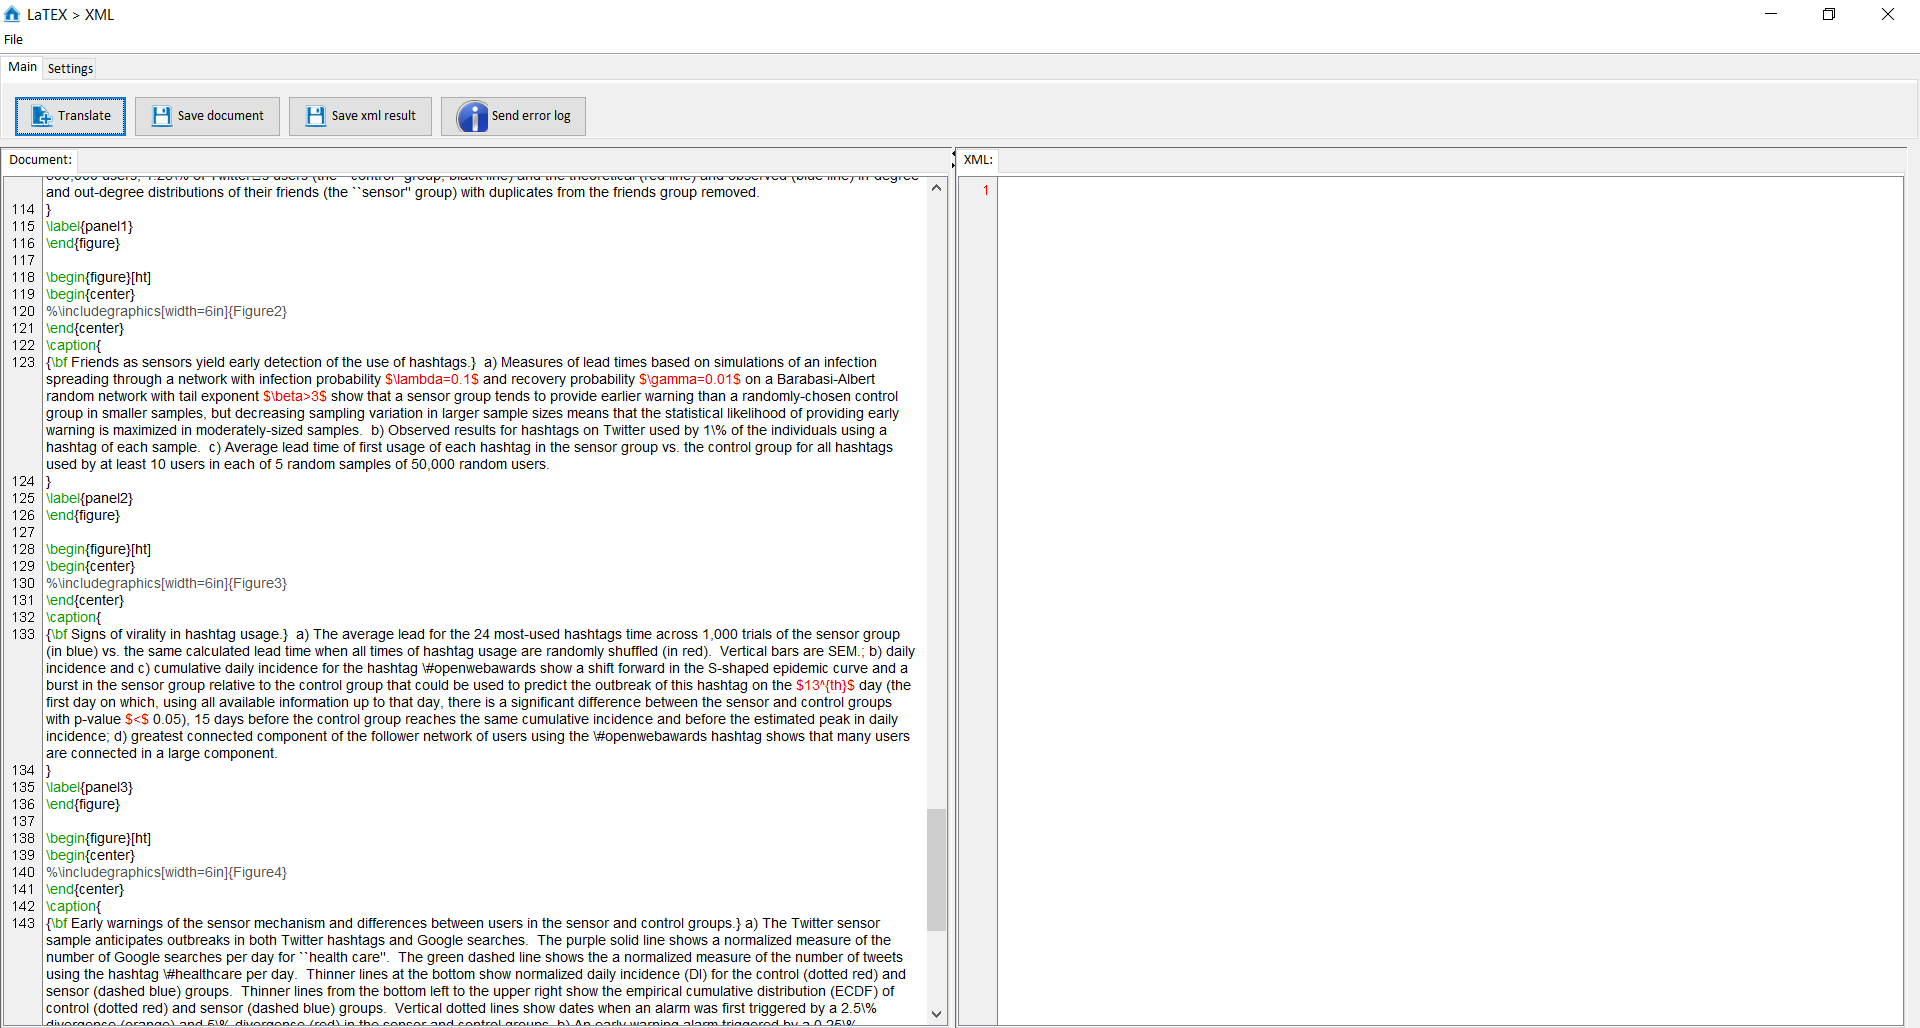 LaTEX > XML
File
Main Settings
Translate Save document Save xml result Send error log
Document:
XML:
1
and out-degree distributions of their friends (the ``sensor'' group) with duplicates from the friends group removed.
114 }
115 \label{panel1}
116 \end{figure}
117
118 \begin{figure}[ht]
119 \begin{center}
120 %\includegraphics[width=6in]{Figure2}
121 \end{center}
122 \caption{
123 {\bf Friends as sensors yield early detection of the use of hashtags.}  a) Measures of lead times based on simulations of an infection
spreading through a network with infection probability $\lambda=0.1$ and recovery probability $\gamma=0.01$ on a Barabasi-Albert
random network with tail exponent $\beta>3$ show that a sensor group tends to provide earlier warning than a randomly-chosen control
group in smaller samples, but decreasing sampling variation in larger sample sizes means that the statistical likelihood of providing early
warning is maximized in moderately-sized samples.  b) Observed results for hashtags on Twitter used by 1\% of the individuals using a
hashtag of each sample.  c) Average lead time of first usage of each hashtag in the sensor group vs. the control group for all hashtags
used by at least 10 users in each of 5 random samples of 50,000 random users.
124 }
125 \label{panel2}
126 \end{figure}
127
128 \begin{figure}[ht]
129 \begin{center}
130 %\includegraphics[width=6in]{Figure3}
131 \end{center}
132 \caption{
133 {\bf Signs of virality in hashtag usage.}  a) The average lead for the 24 most-used hashtags time across 1,000 trials of the sensor group
(in blue) vs. the same calculated lead time when all times of hashtag usage are randomly shuffled (in red).  Vertical bars are SEM.; b) daily
incidence and c) cumulative daily incidence for the hashtag \#openwebawards show a shift forward in the S-shaped epidemic curve and a
burst in the sensor group relative to the control group that could be used to predict the outbreak of this hashtag on the $13^{th}$ day (the
first day on which, using all available information up to that day, there is a significant difference between the sensor and control groups
with p-value $<$ 0.05), 15 days before the control group reaches the same cumulative incidence and before the estimated peak in daily
incidence; d) greatest connected component of the follower network of users using the \#openwebawards hashtag shows that many users
are connected in a large component.
134 }
135 \label{panel3}
136 \end{figure}
137
138 \begin{figure}[ht]
139 \begin{center}
140 %\includegraphics[width=6in]{Figure4}
141 \end{center}
142 \caption{
143 {\bf Early warnings of the sensor mechanism and differences between users in the sensor and control groups.} a) The Twitter sensor
sample anticipates outbreaks in both Twitter hashtags and Google searches.  The purple solid line shows a normalized measure of the
number of Google searches per day for ``health care''.  The green dashed line shows the a normalized measure of the number of tweets
using the hashtag \#healthcare per day.  Thinner lines at the bottom show normalized daily incidence (DI) for the control (dotted red) and
sensor (dashed blue) groups.  Thinner lines from the bottom left to the upper right show the empirical cumulative distribution (ECDF) of
control (dotted red) and sensor (dashed blue) groups.  Vertical dotted lines show dates when an alarm was first triggered by a 2.5\%
divergence (orange) and 5\% divergence (red) in the sensor and control groups. b) An early warning alarm triggered by a 0.25\%